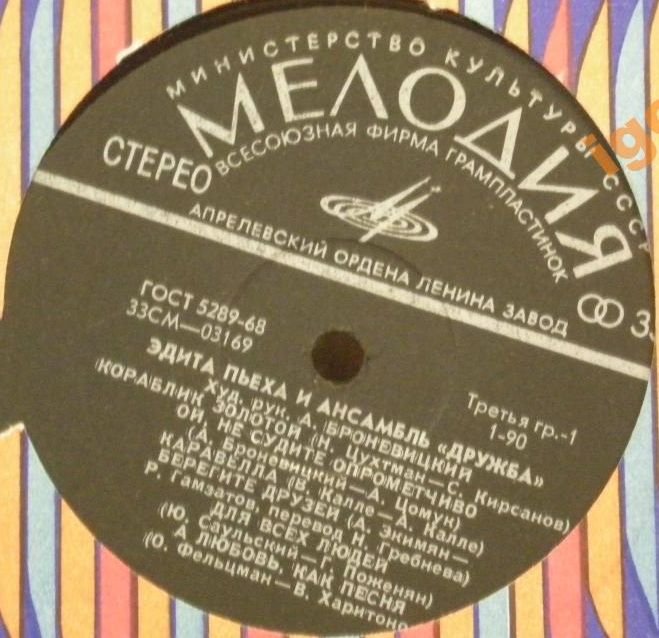 МИНИСТЕРСТВО КУЛЬТУРЫ СССР
МЕЛОДИЯ
ВСЕСОЮЗНАЯ ФИРМА ГРАМПЛАСТИНОК
СТЕРЕО
АПРЕЛЕВСКИЙ ОРДЕНА ЛЕНИНА ЗАВОД
ГОСТ 5289-68
33СМ—03169
Третья гр.-1
1-90
ЭДИТА ПЬЕХА И АНСАМБЛЬ «ДРУЖБА»
Худ. рук. А. БРОНЕВИЦКИЙ
КОРАБЛИК ЗОЛОТОЙ (Н. Цухтман—С. Кирсанов)
ОЙ, НЕ СУДИТЕ ОПРОМЕТЧИВО
(А. Броневицкий—А. Цомук)
КАРАВЕЛЛА (В. Калле—А. Калле)
БЕРЕГИТЕ ДРУЗЕЙ (А. Экимян—
Р. Гамзатов, перевод Н. Гребнева)
ДЛЯ ВСЕХ ЛЮДЕЙ
(Ю. Саульский—Г. Поженян)
А ЛЮБОВЬ, КАК ПЕСНЯ
(О. Фельцман—В. Харитоно
igo